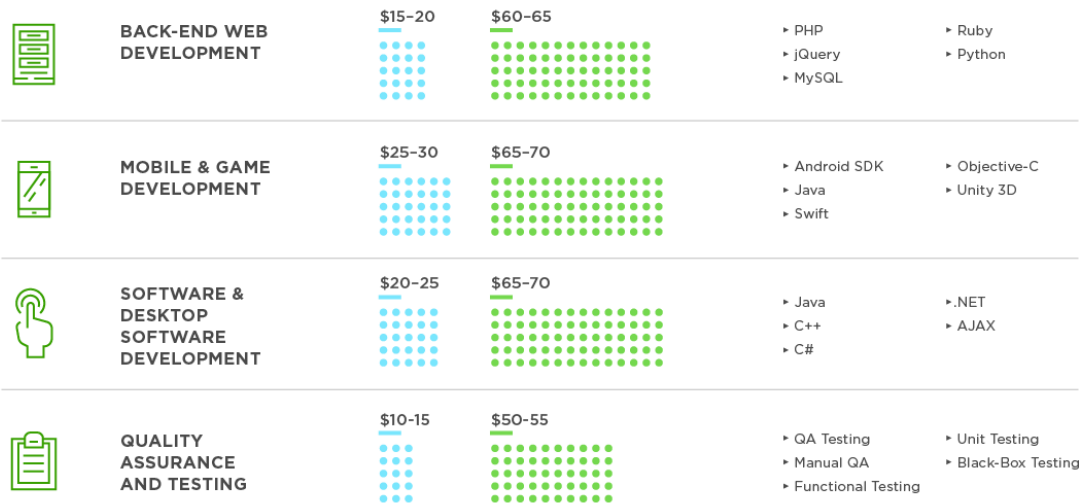 BACK-END WEB
DEVELOPMENT
$15–20
$60–65
▸ PHP
▸ jQuery
▸ MySQL
▸ Ruby
▸ Python
MOBILE & GAME
DEVELOPMENT
$25–30
$65–70
▸ Android SDK
▸ Java
▸ Swift
▸ Objective-C
▸ Unity 3D
SOFTWARE &
DESKTOP
SOFTWARE
DEVELOPMENT
$20–25
$65–70
▸ Java
▸ C++
▸ C#
▸ .NET
▸ AJAX
QUALITY
ASSURANCE
AND TESTING
$10-15
$50-55
▸ QA Testing
▸ Manual QA
▸ Functional Testing
▸ Unit Testing
▸ Black-Box Testing